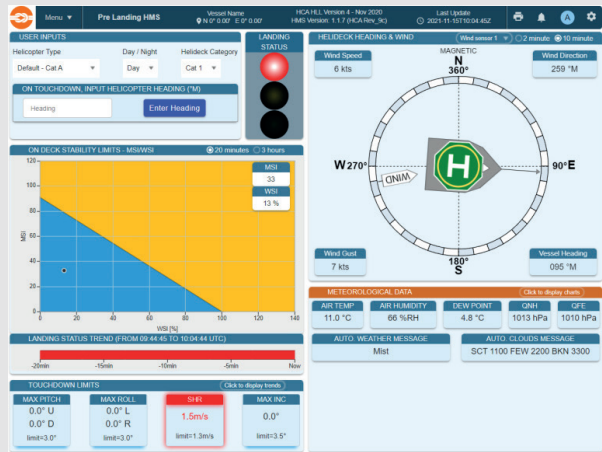 Menu
Pre Landing HMS
Vessel Name
N 0° 0.00' E 0° 0.00'
HCA HLL Version 4 - Nov 2020
HMS Version: 1.1.7 (HCA Rev_9c)
Last Update
2021-11-15T10:04:45Z
A
USER INPUTS
Helicopter Type
Day / Night
Helideck Category
Default - Cat A
Day
Cat 1
ON TOUCHDOWN, INPUT HELICOPTER HEADING (°M)
Heading
Enter Heading
LANDING
STATUS
ON DECK STABILITY LIMITS - MSI/WSI
20 minutes
3 hours
MSI
33
WSI
13 %
120
100
80
60
40
20
0
MSI
0
20
40
60
80
100
120
140
WSI [%]
LANDING STATUS TREND (FROM 09:44:45 TO 10:04:44 UTC)
-20min
-15min
-10min
-5min
Now
TOUCHDOWN LIMITS
Click to display trends
MAX PITCH
0.0° U
0.0° D
limit=3.0°
MAX ROLL
0.0° L
0.0° R
limit=3.0°
SHR
1.5m/s
limit=1.3m/s
MAX INC
0.0°
limit=3.5°
HELIDECK HEADING & WIND
Wind sensor 1
2 minute
10 minute
Wind Speed
6 kts
MAGNETIC
N
360°
Wind Direction
259 °M
W 270°
WIND
H
90°E
180°
S
Wind Gust
7 kts
Vessel Heading
095 °M
METEOROLOGICAL DATA
Click to display charts
AIR TEMP
11.0 °C
AIR HUMIDITY
66 %RH
DEW POINT
4.8 °C
QNH
1013 hPa
QFE
1010 hPa
AUTO. WEATHER MESSAGE
Mist
AUTO. CLOUDS MESSAGE
SCT 1100 FEW 2200 BKN 3300